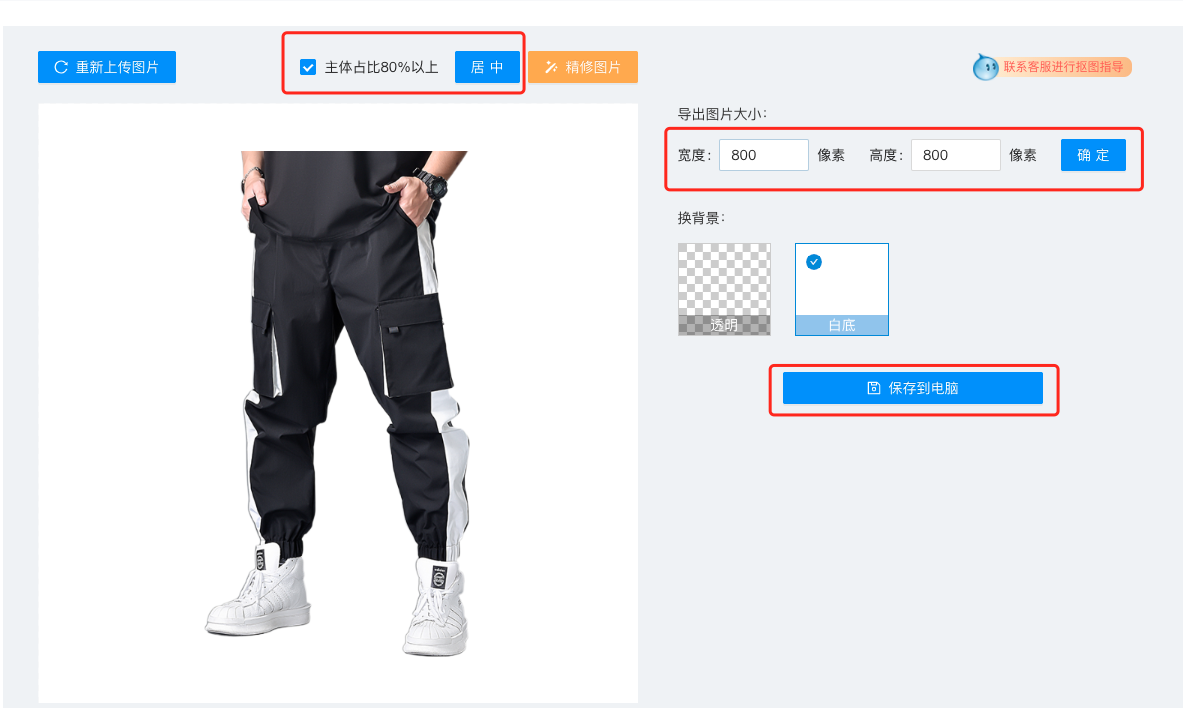 重新上传图片
主体占比80%以上
居 中
精修图片
联系客服进行抠图指导
导出图片大小：
宽度： 800 像素 高度： 800 像素 确 定
换背景：
透明
白底
保存到电脑